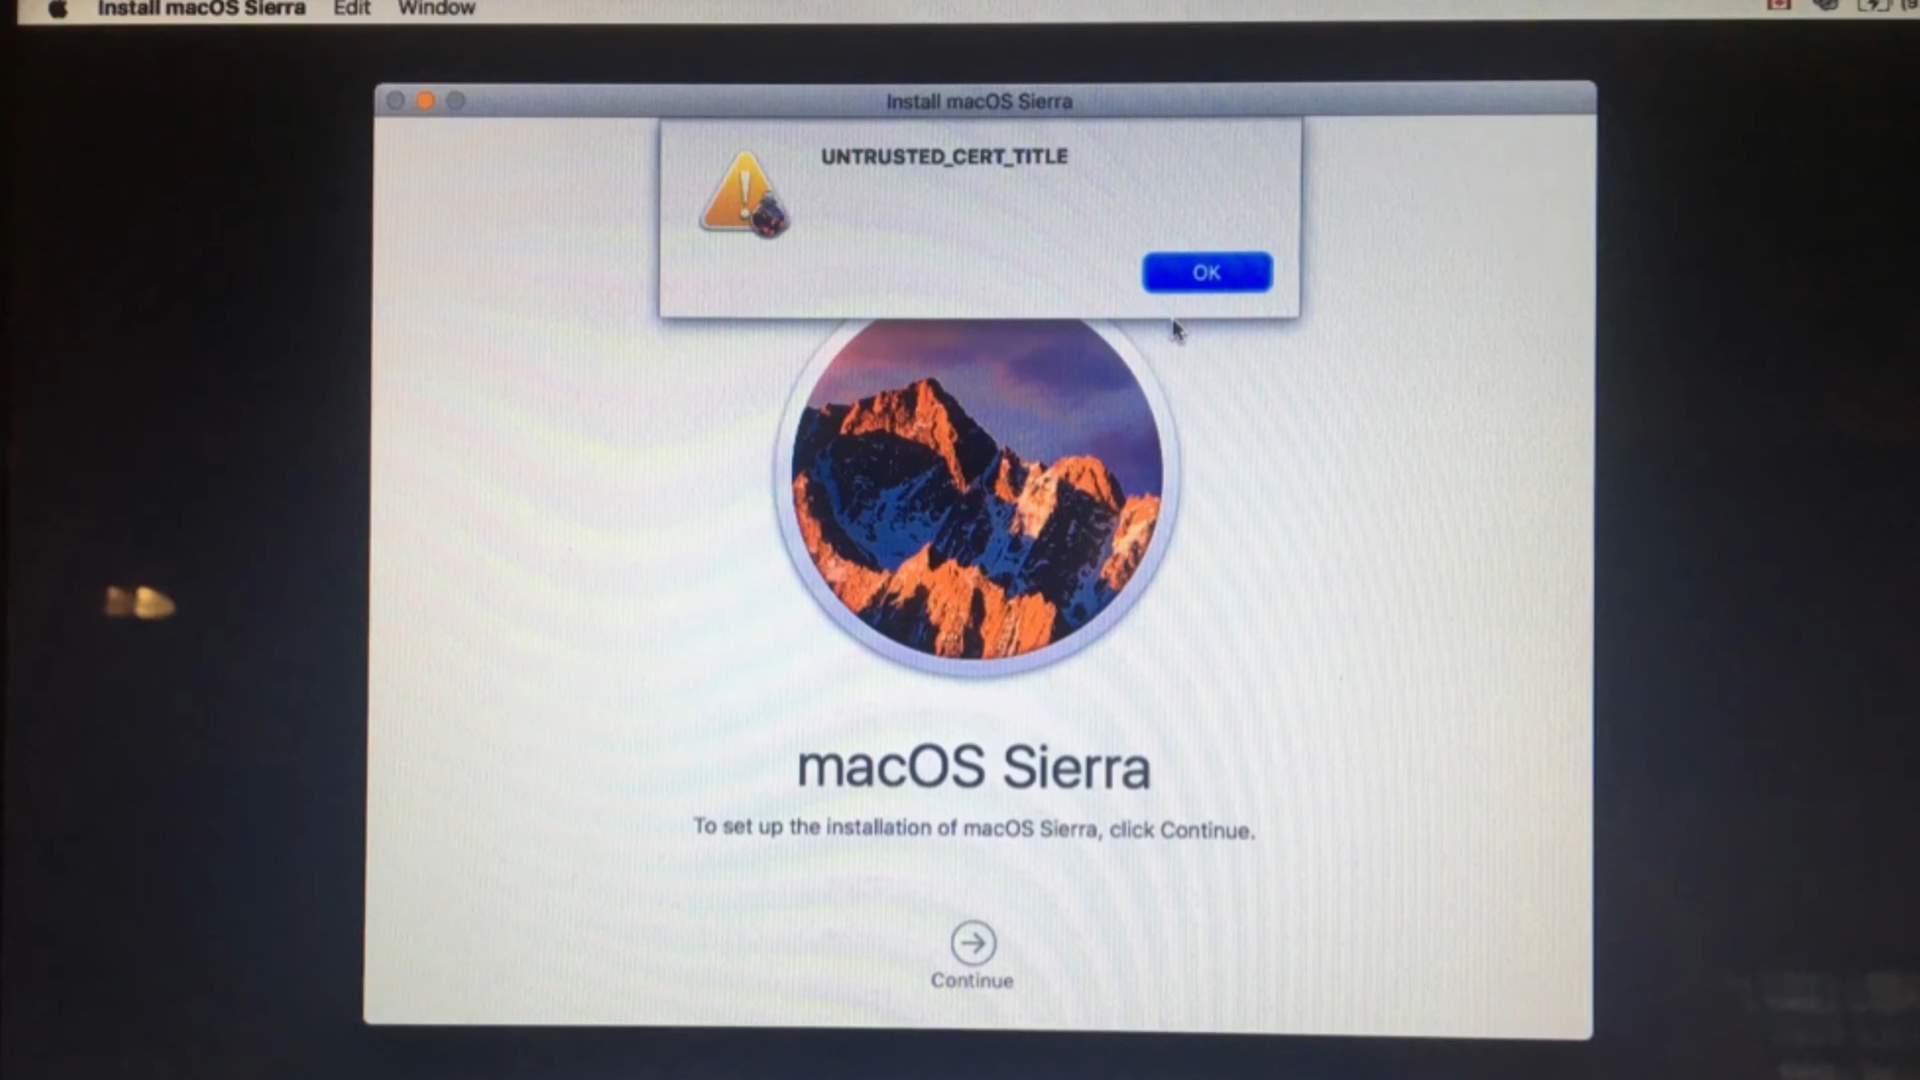 Install macOS Sierra Edit Window
Install macOS Sierra
UNTRUSTED_CERT_TITLE
OK
macOS Sierra
To set up the installation of macOS Sierra, click Continue.
Continue